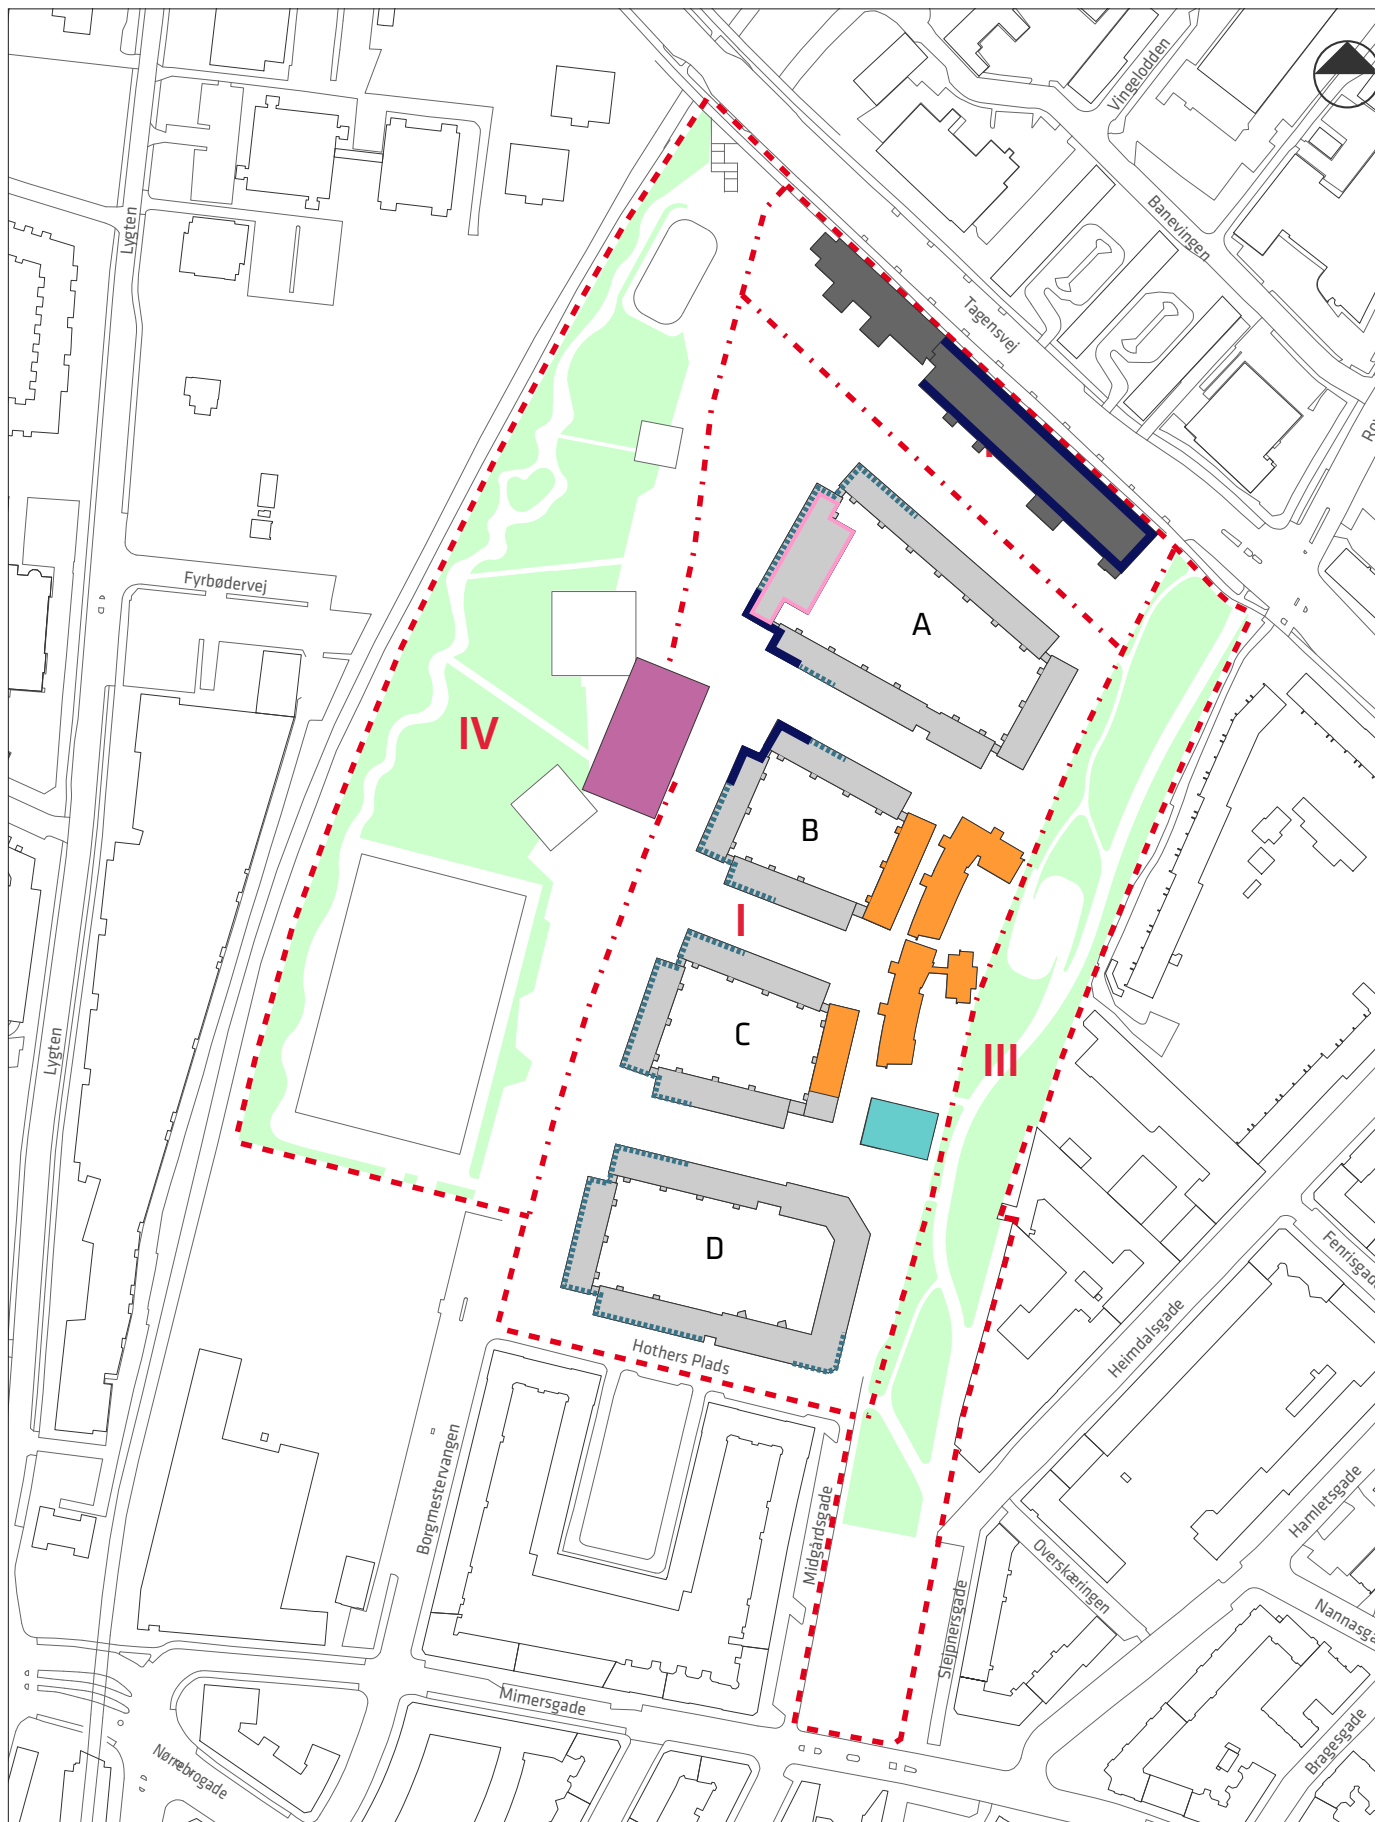 Vingelodden
Lygten
Banevingen
Tagensvej
Fyrbødervej
A
IV
B
I
C
Lygten
III
D
Fenrisgade
Hothers Plads
Heimdalsgade
Borgmestervangen
Midgårdsgade
Hamletsgade
Overskæringen
Sleipnersgade
Nannasga
Mimersgade
Nørrebrogade
Bragesgade